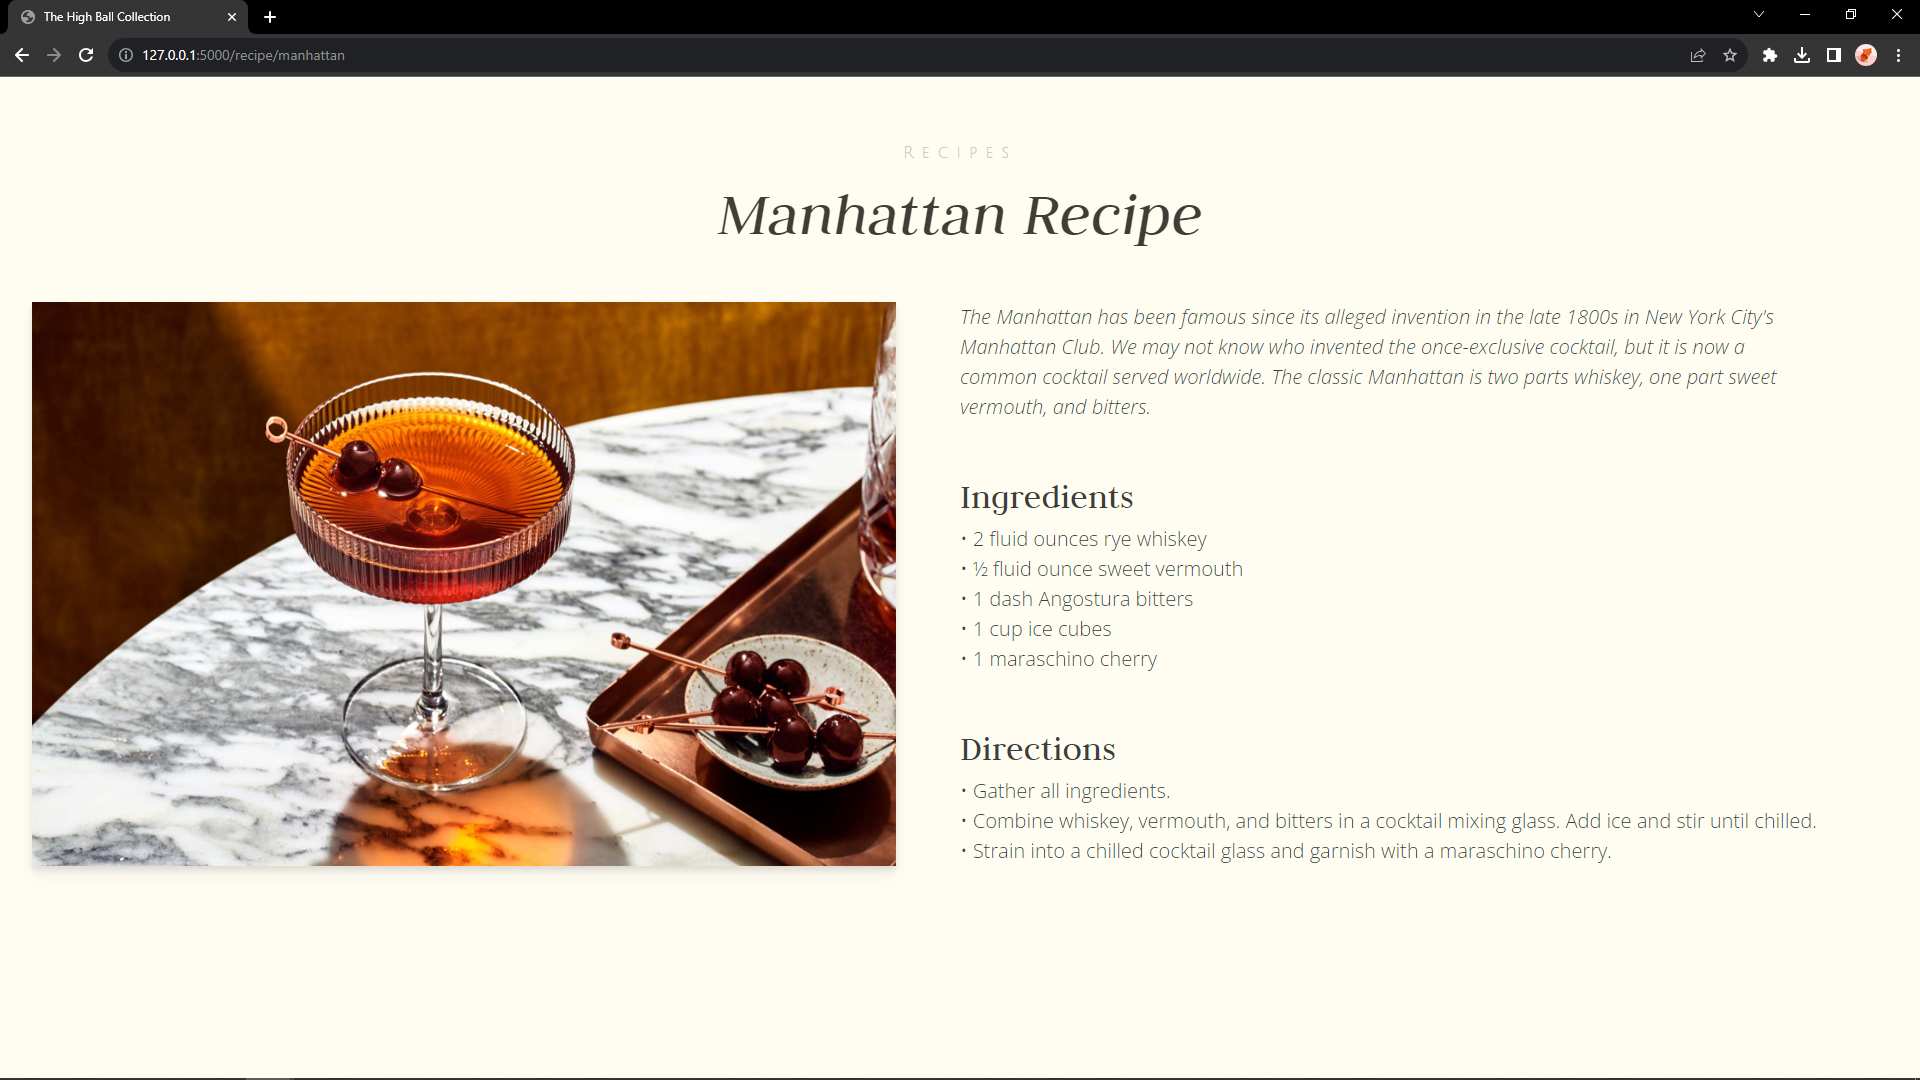 The High Ball Collection
127.0.0.1:5000/recipe/manhattan
RECIPES
Manhattan Recipe
The Manhattan has been famous since its alleged invention in the late 1800s in New York City's
Manhattan Club. We may not know who invented the once-exclusive cocktail, but it is now a
common cocktail served worldwide. The classic Manhattan is two parts whiskey, one part sweet
vermouth, and bitters.
Ingredients
• 2 fluid ounces rye whiskey
• ½ fluid ounce sweet vermouth
• 1 dash Angostura bitters
• 1 cup ice cubes
• 1 maraschino cherry
Directions
• Gather all ingredients.
• Combine whiskey, vermouth, and bitters in a cocktail mixing glass. Add ice and stir until chilled.
• Strain into a chilled cocktail glass and garnish with a maraschino cherry.